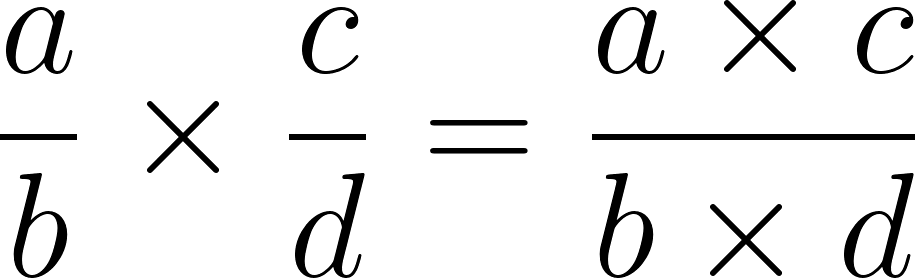 a/b × c/d = (a × c)/(b × d)